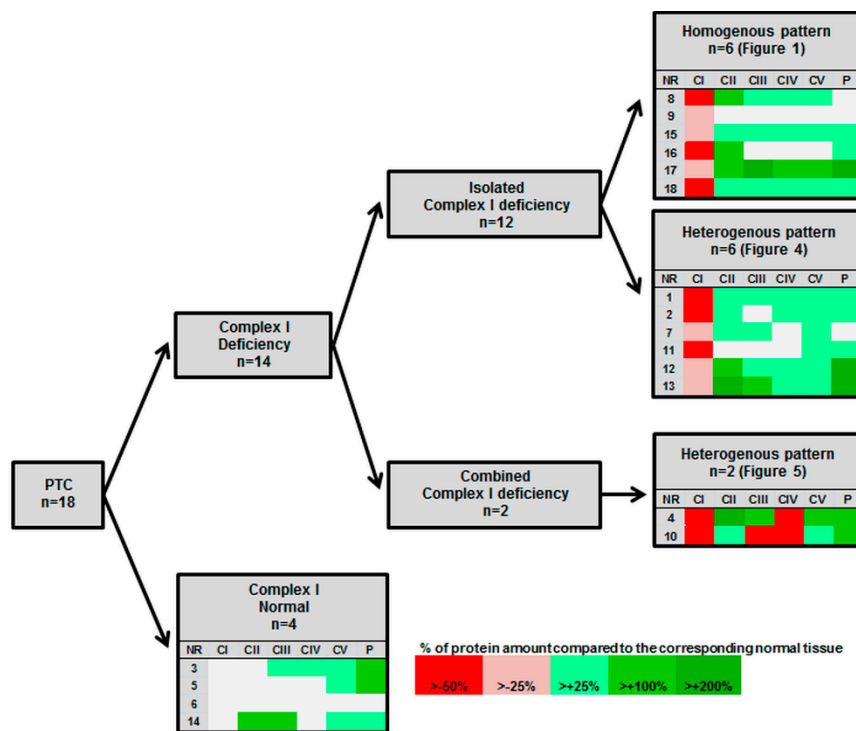 Homogenous pattern
n=6 (Figure 1)
NR CI CII CIII CIV CV P
8
9
15
16
17
18
Isolated
Complex I deficiency
n=12
Heterogenous pattern
n=6 (Figure 4)
NR CI CII CIII CIV CV P
1
2
7
11
12
13
Complex I
Deficiency
n=14
PTC
n=18
Combined
Complex I deficiency
n=2
Heterogenous pattern
n=2 (Figure 5)
NR CI CII CIII CIV CV P
4
10
Complex I
Normal
n=4
NR CI CII CIII CIV CV P
3
5
6
14
% of protein amount compared to the corresponding normal tissue
>-50% >-25% >+25% >+100% >+200%